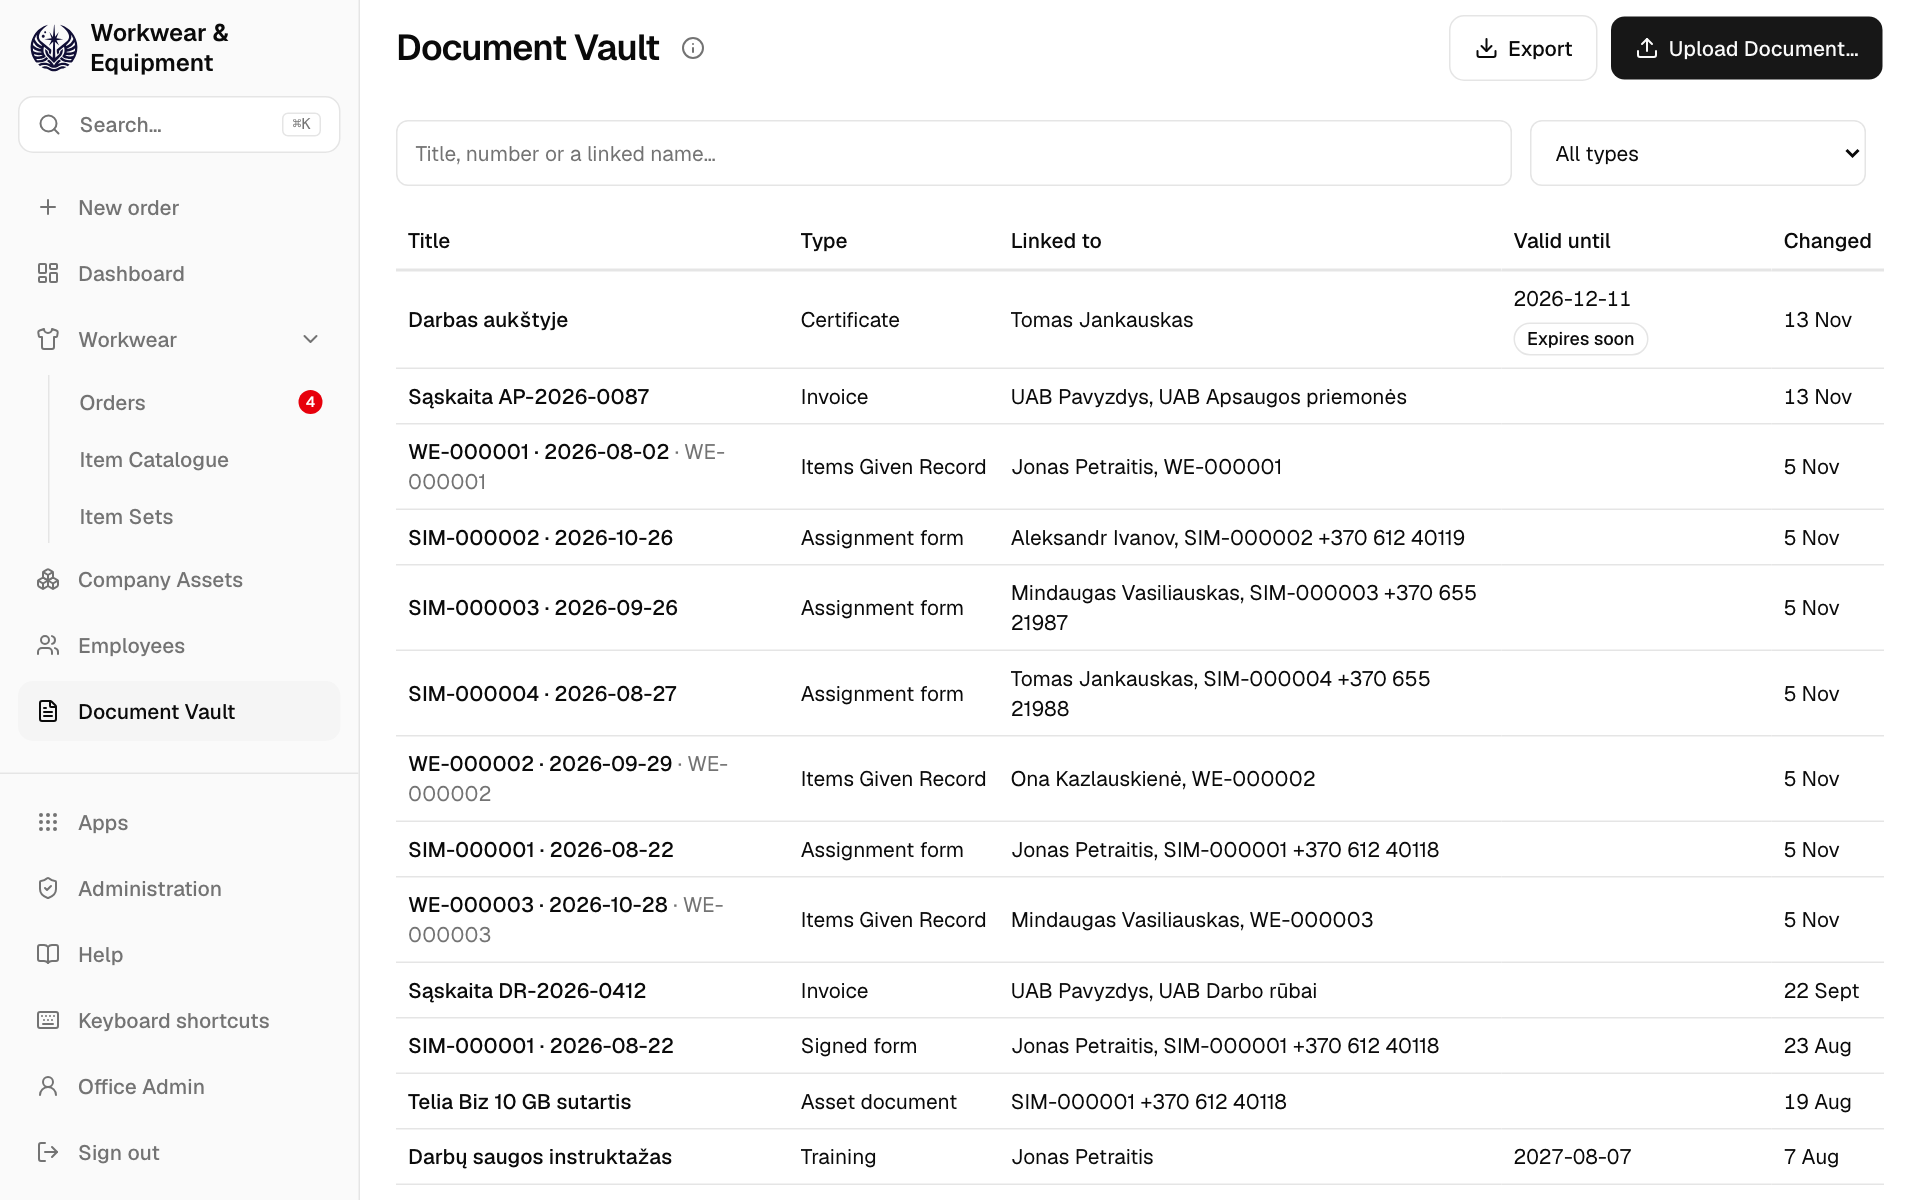 Workwear &
Equipment
Search...
⌘K
New order
Dashboard
Workwear
Orders
4
Item Catalogue
Item Sets
Company Assets
Employees
Document Vault
Apps
Administration
Help
Keyboard shortcuts
Office Admin
Sign out
Document Vault
Export
Upload Document...
Title, number or a linked name...
All types
Title Type Linked to Valid until Changed
Darbas aukštyje Certificate Tomas Jankauskas 2026-12-11 13 Nov
Expires soon
Sąskaita AP-2026-0087 Invoice UAB Pavyzdys, UAB Apsaugos priemonės 13 Nov
WE-000001 · 2026-08-02 · WE-
000001 Items Given Record Jonas Petraitis, WE-000001 5 Nov
SIM-000002 · 2026-10-26 Assignment form Aleksandr Ivanov, SIM-000002 +370 612 40119 5 Nov
SIM-000003 · 2026-09-26 Assignment form Mindaugas Vasiliauskas, SIM-000003 +370 655
21987 5 Nov
SIM-000004 · 2026-08-27 Assignment form Tomas Jankauskas, SIM-000004 +370 655
21988 5 Nov
WE-000002 · 2026-09-29 · WE-
000002 Items Given Record Ona Kazlauskienė, WE-000002 5 Nov
SIM-000001 · 2026-08-22 Assignment form Jonas Petraitis, SIM-000001 +370 612 40118 5 Nov
WE-000003 · 2026-10-28 · WE-
000003 Items Given Record Mindaugas Vasiliauskas, WE-000003 5 Nov
Sąskaita DR-2026-0412 Invoice UAB Pavyzdys, UAB Darbo rūbai 22 Sept
SIM-000001 · 2026-08-22 Signed form Jonas Petraitis, SIM-000001 +370 612 40118 23 Aug
Telia Biz 10 GB sutartis Asset document SIM-000001 +370 612 40118 19 Aug
Darbų saugos instruktažas Training Jonas Petraitis 2027-08-07 7 Aug